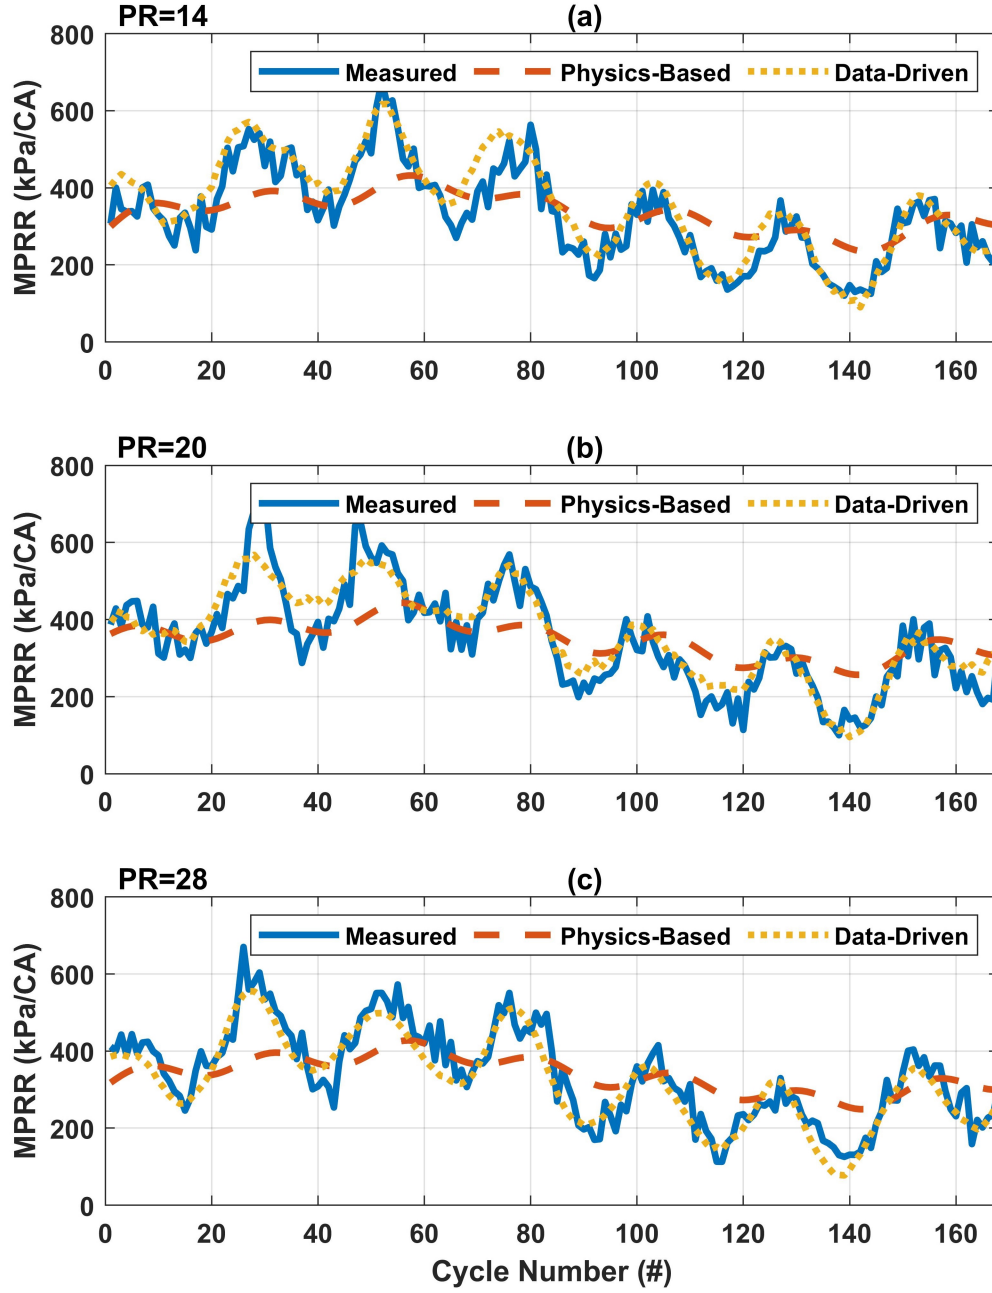 PR=14 (a)
800
Measured Physics-Based Data-Driven
600
400
200
0
MPRR (kPa/CA)
0 20 40 60 80 100 120 140 160
PR=20 (b)
800
Measured Physics-Based Data-Driven
600
400
200
0
MPRR (kPa/CA)
0 20 40 60 80 100 120 140 160
PR=28 (c)
800
Measured Physics-Based Data-Driven
600
400
200
0
MPRR (kPa/CA)
0 20 40 60 80 100 120 140 160
Cycle Number (#)